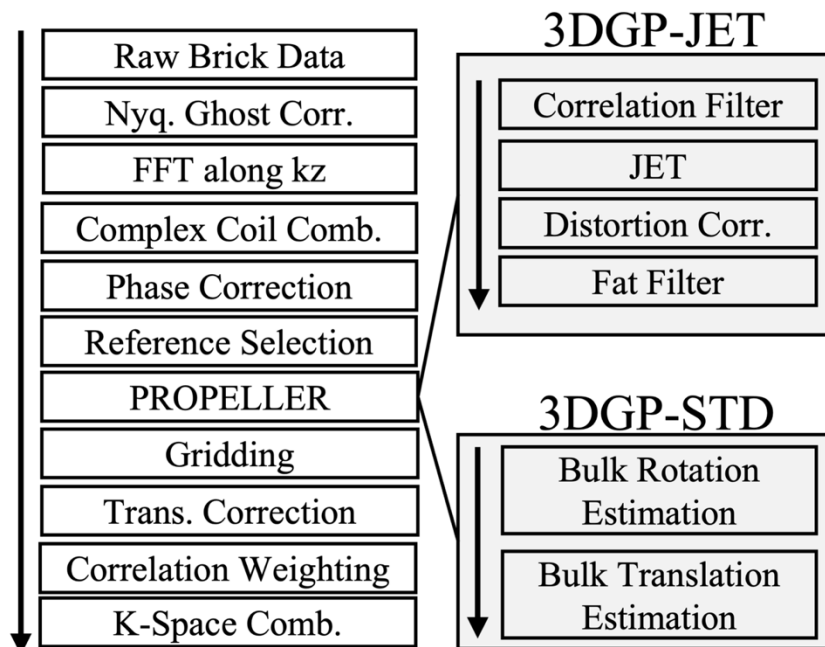 Raw Brick Data
Nyq. Ghost Corr.
FFT along kz
Complex Coil Comb.
Phase Correction
Reference Selection
PROPELLER
Gridding
Trans. Correction
Correlation Weighting
K-Space Comb.
3DGP-JET
Correlation Filter
JET
Distortion Corr.
Fat Filter
3DGP-STD
Bulk Rotation
Estimation
Bulk Translation
Estimation